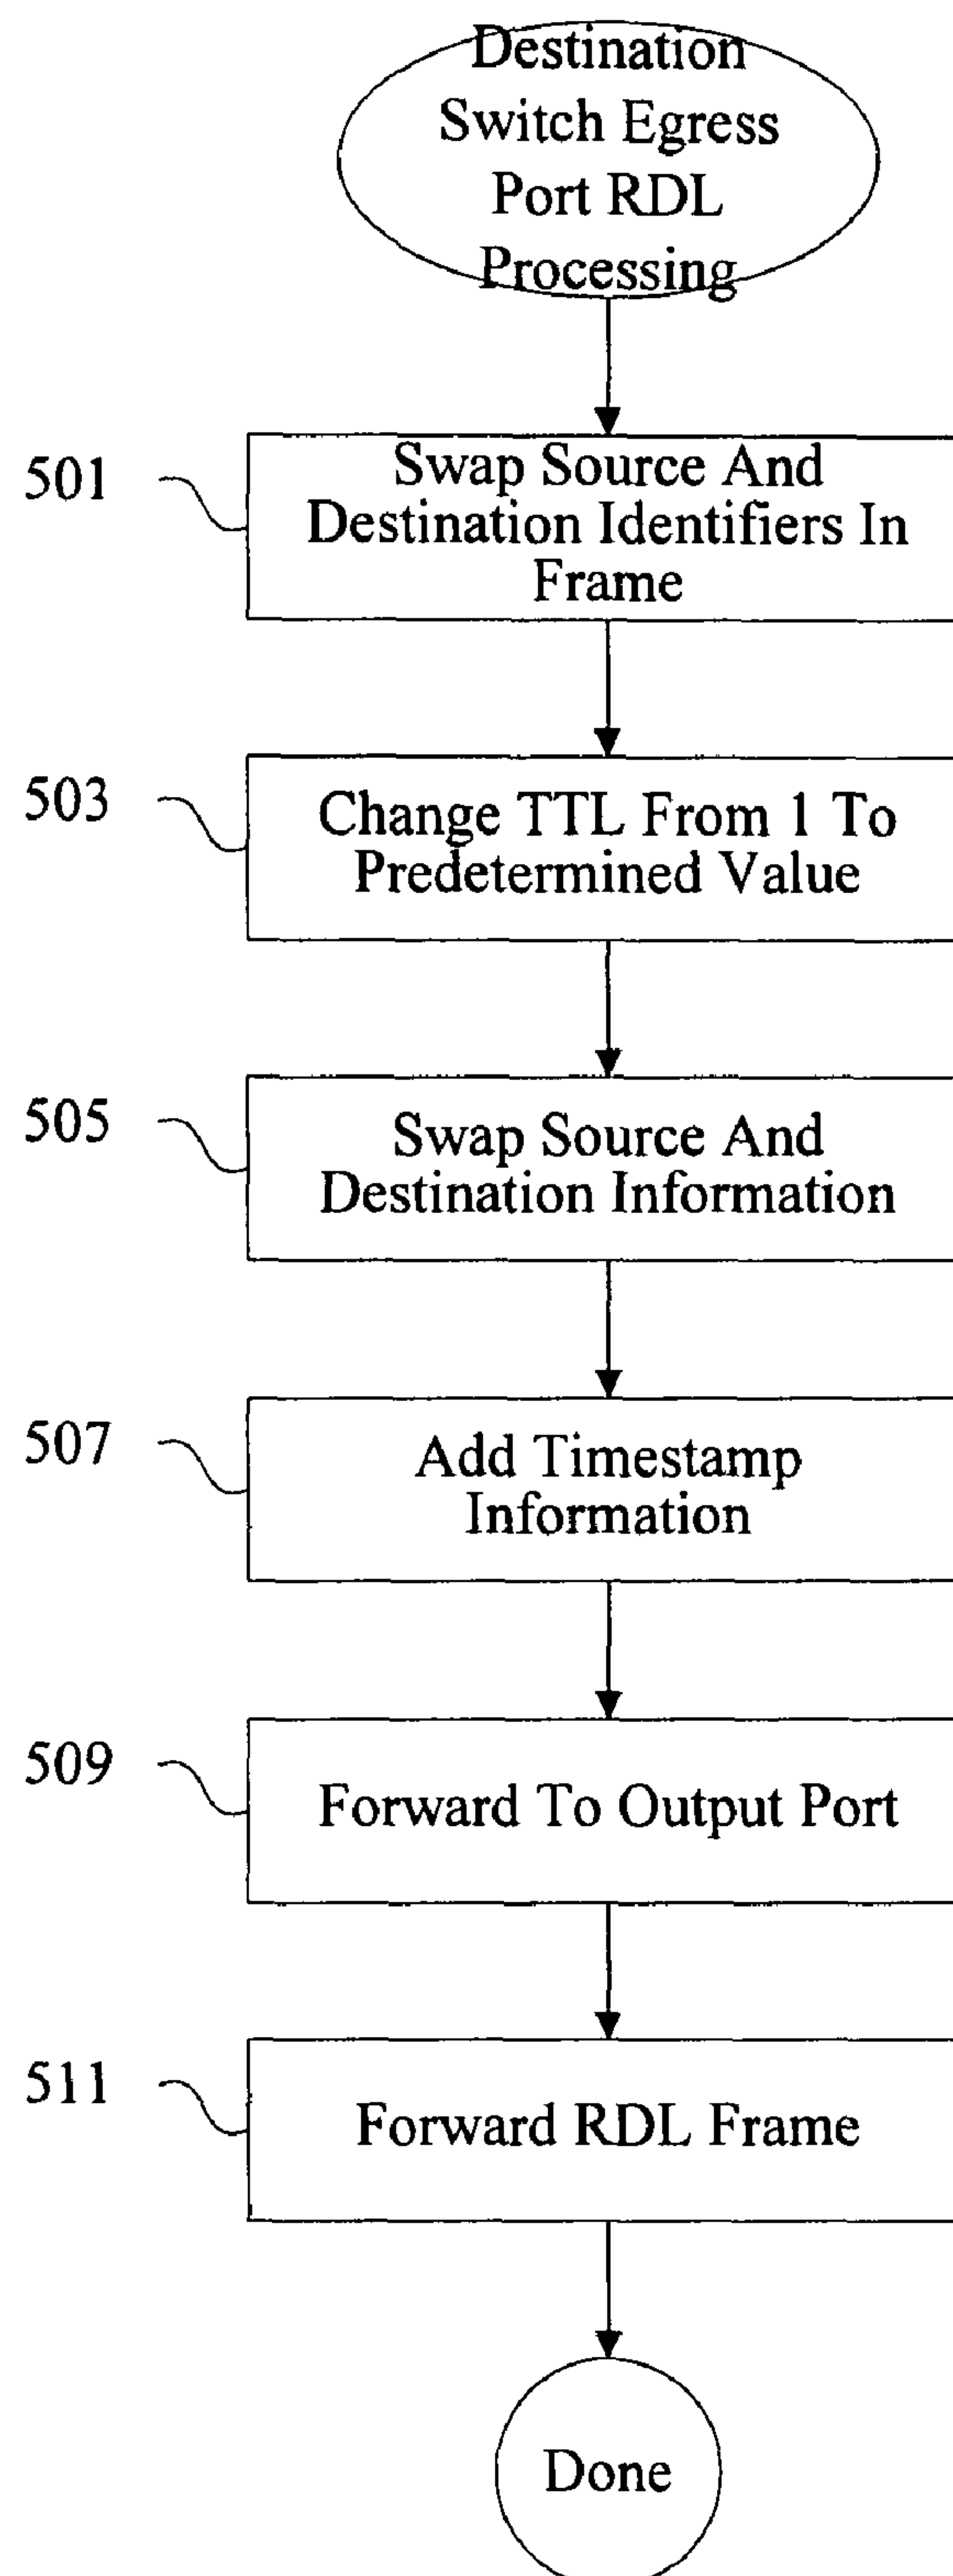 Destination
Switch Egress
Port RDL
Processing
501
Swap Source And
Destination Identifiers In
Frame
503
Change TTL From 1 To
Predetermined Value
505
Swap Source And
Destination Information
507
Add Timestamp
Information
509
Forward To Output Port
511
Forward RDL Frame
Done